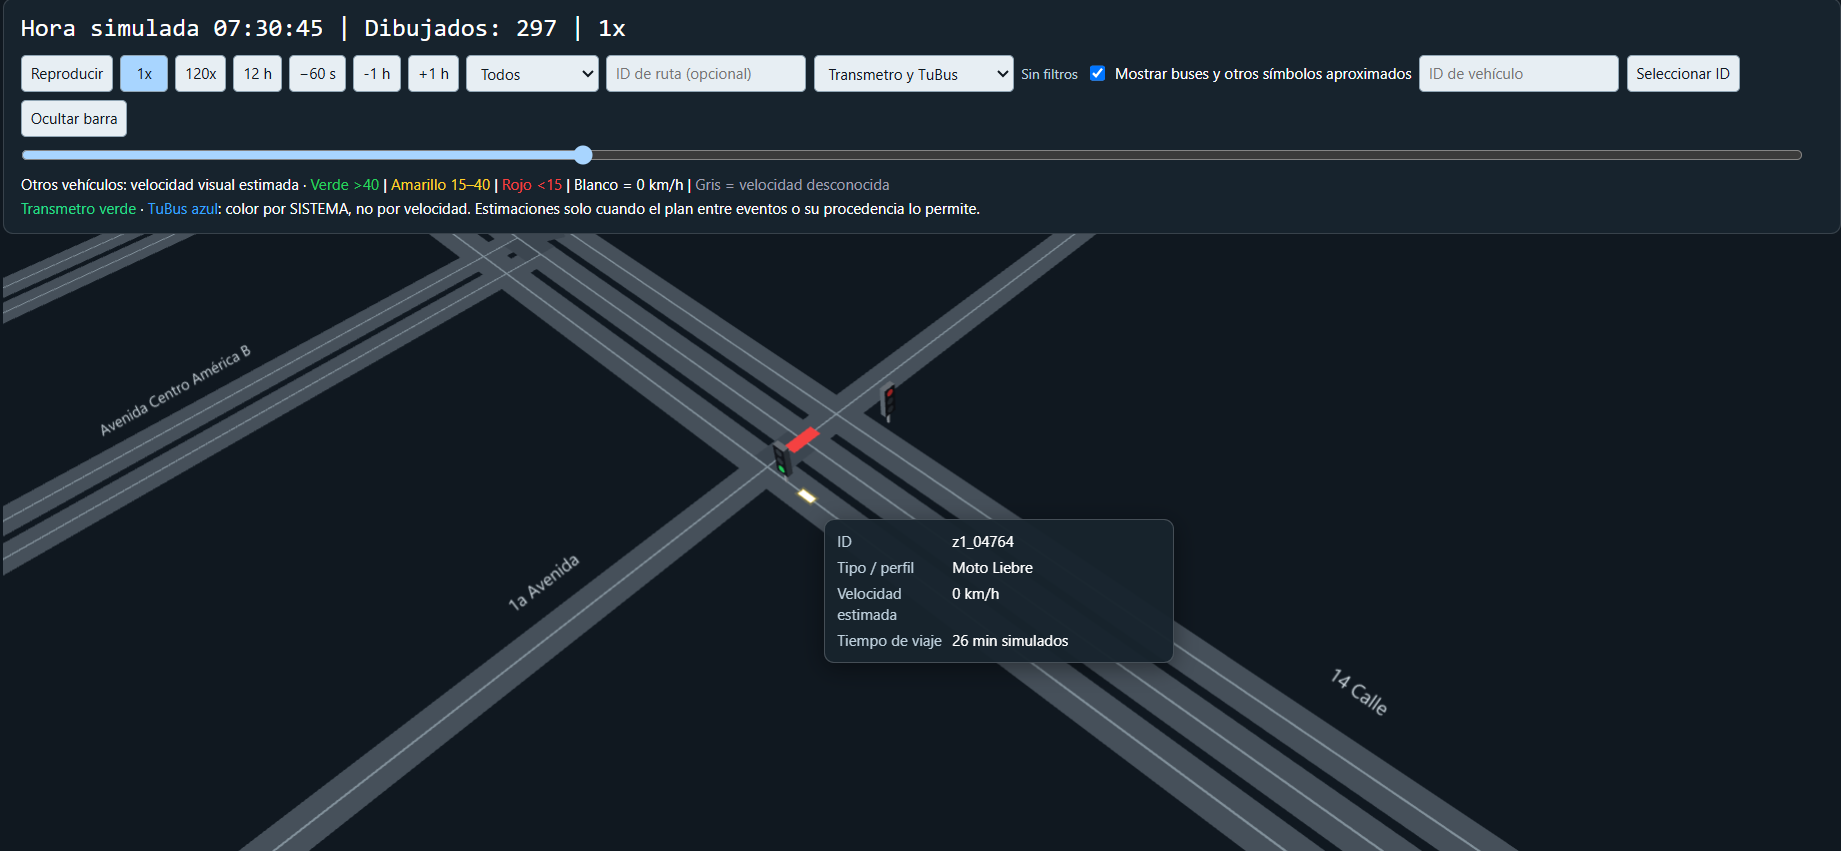 Hora simulada 07:30:45 | Dibujados: 297 | 1x
Reproducir 1x 120x 12 h −60 s -1 h +1 h Todos ID de ruta (opcional) Transmetro y TuBus Sin filtros Mostrar buses y otros símbolos aproximados ID de vehículo Seleccionar ID
Ocultar barra
Otros vehículos: velocidad visual estimada · Verde >40 | Amarillo 15–40 | Rojo <15 | Blanco = 0 km/h | Gris = velocidad desconocida
Transmetro verde · TuBus azul: color por SISTEMA, no por velocidad. Estimaciones solo cuando el plan entre eventos o su procedencia lo permite.
Avenida Centro América B
1a Avenida
ID z1_04764
Tipo / perfil Moto Liebre
Velocidad estimada 0 km/h
Tiempo de viaje 26 min simulados
14 Calle